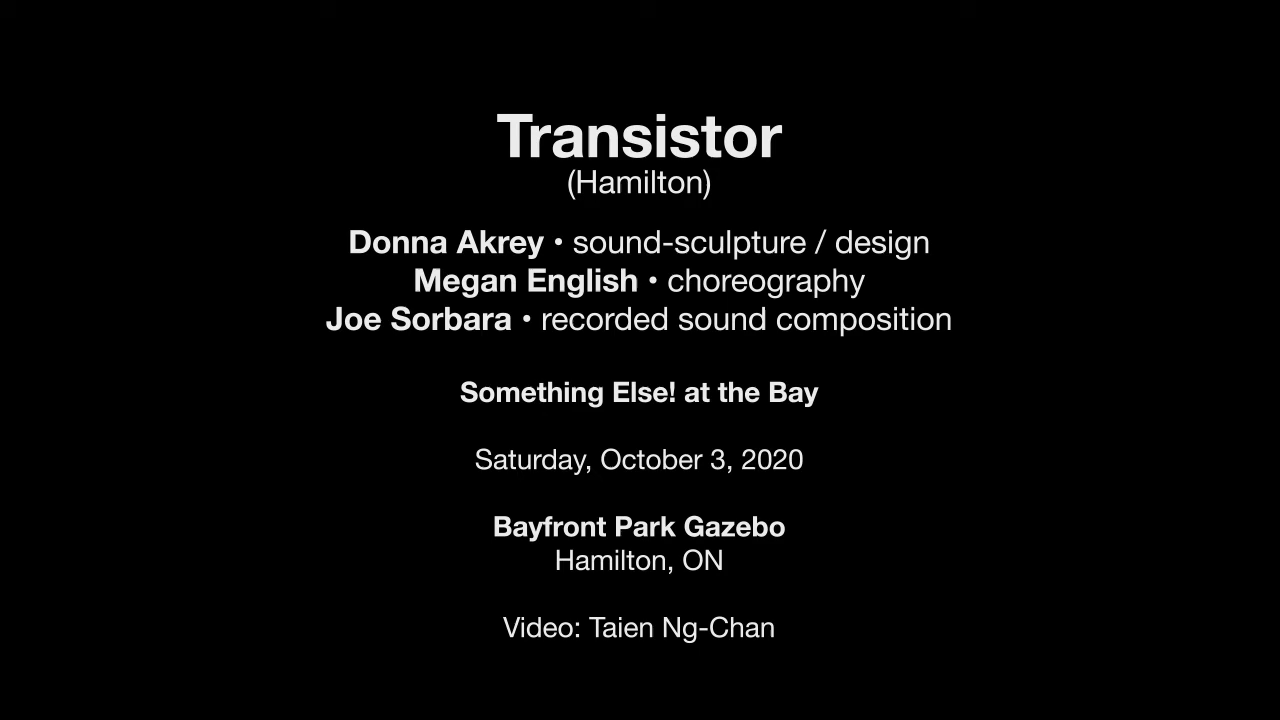 Transistor
(Hamilton)
Donna Akrey • sound-sculpture / design
Megan English • choreography
Joe Sorbara • recorded sound composition
Something Else! at the Bay
Saturday, October 3, 2020
Bayfront Park Gazebo
Hamilton, ON
Video: Taien Ng-Chan